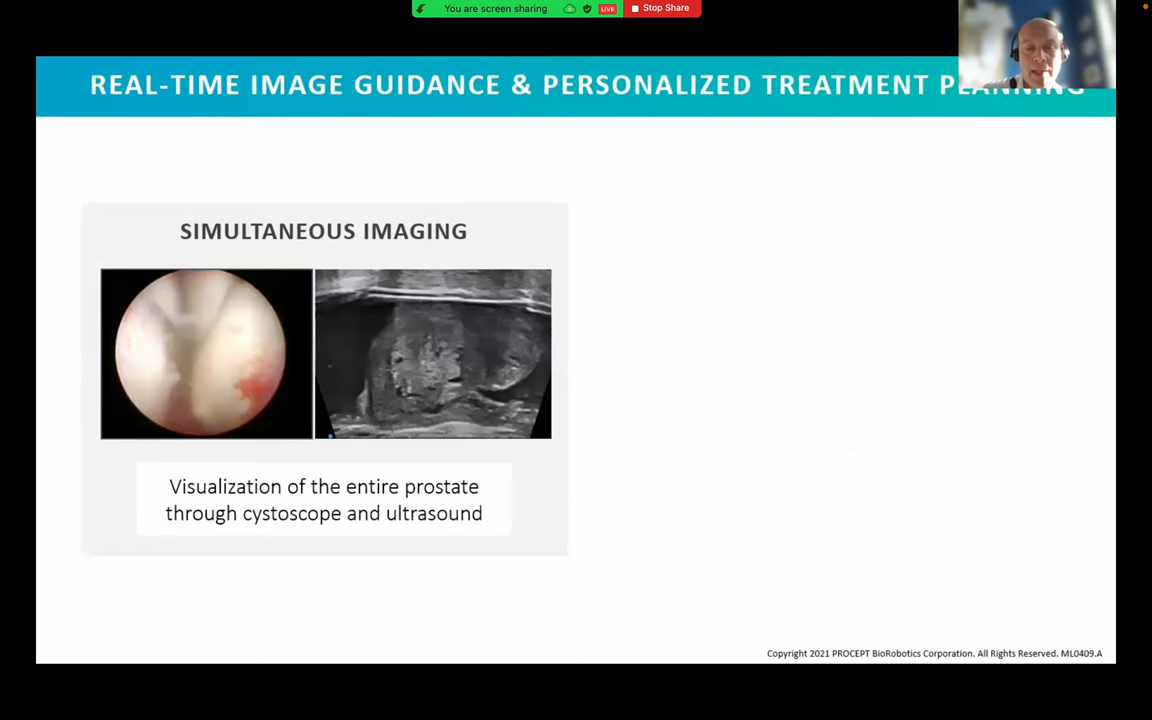 You are screen sharing
LIVE
Stop Share
REAL-TIME IMAGE GUIDANCE & PERSONALIZED TREATMENT PLANNING
SIMULTANEOUS IMAGING
Visualization of the entire prostate
through cystoscope and ultrasound
Copyright 2021 PROCEPT BioRobotics Corporation. All Rights Reserved. ML0409.A